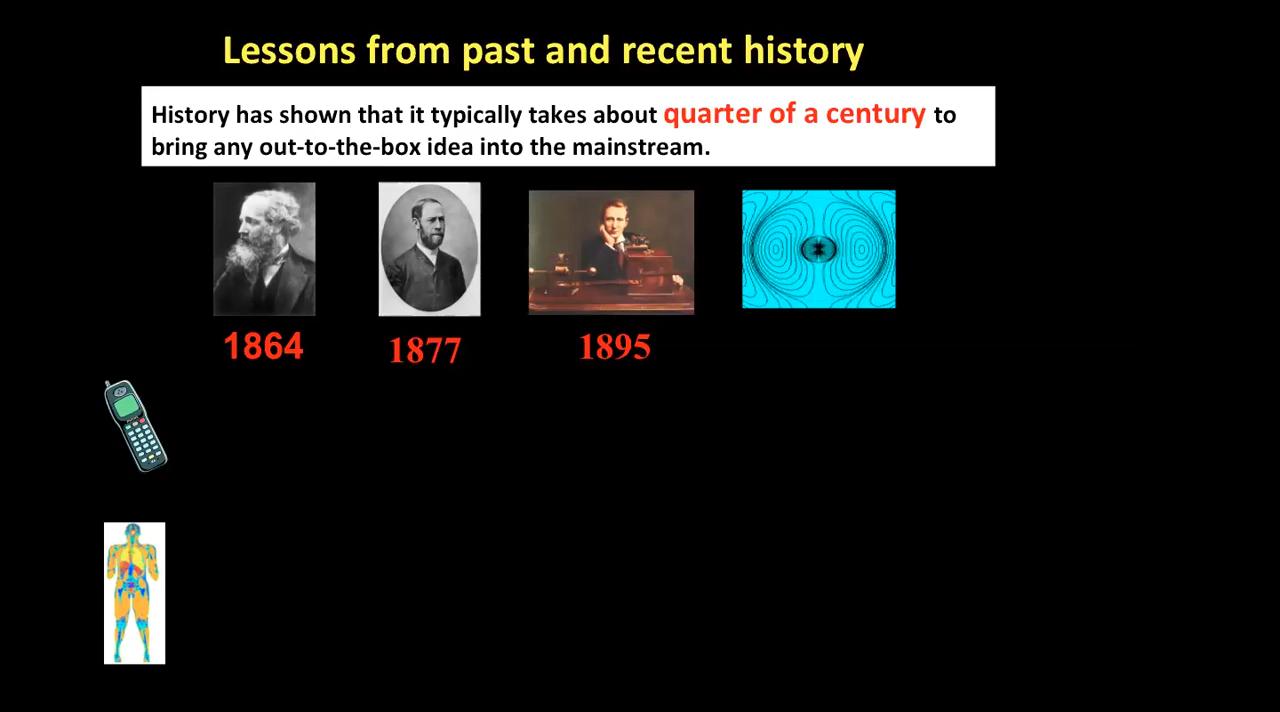 Lessons from past and recent history
History has shown that it typically takes about quarter of a century to
bring any out-to-the-box idea into the mainstream.
1864
1877
1895